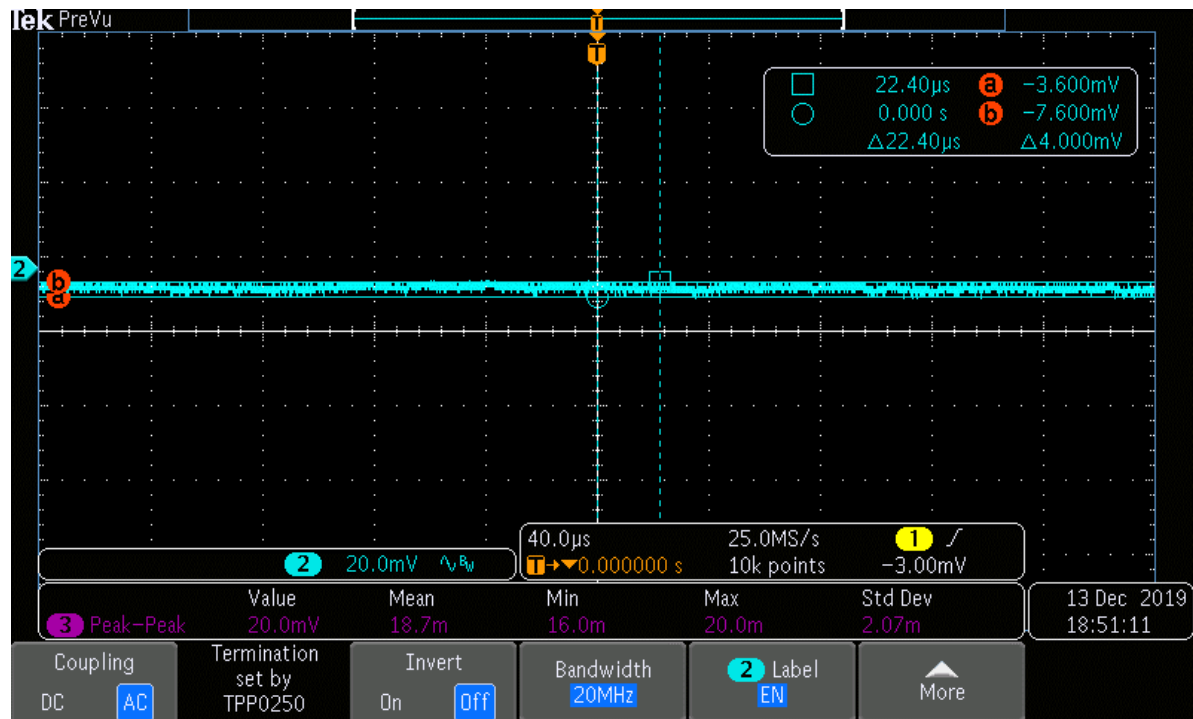 Tek PreVu
T
T
22.40µs a −3.600mV
0.000 s b −7.600mV
△22.40µs △4.000mV
2
b
a
2 20.0mV BW
40.0µs 25.0MS/s 1
T→▼0.000000 s 10k points −3.00mV
Value Mean Min Max Std Dev
3 Peak−Peak 20.0mV 18.7m 16.0m 20.0m 2.07m
13 Dec 2019
18:51:11
Coupling
DC AC
Termination
set by
TPP0250
Invert
On Off
Bandwidth
20MHz
2 Label
EN
More